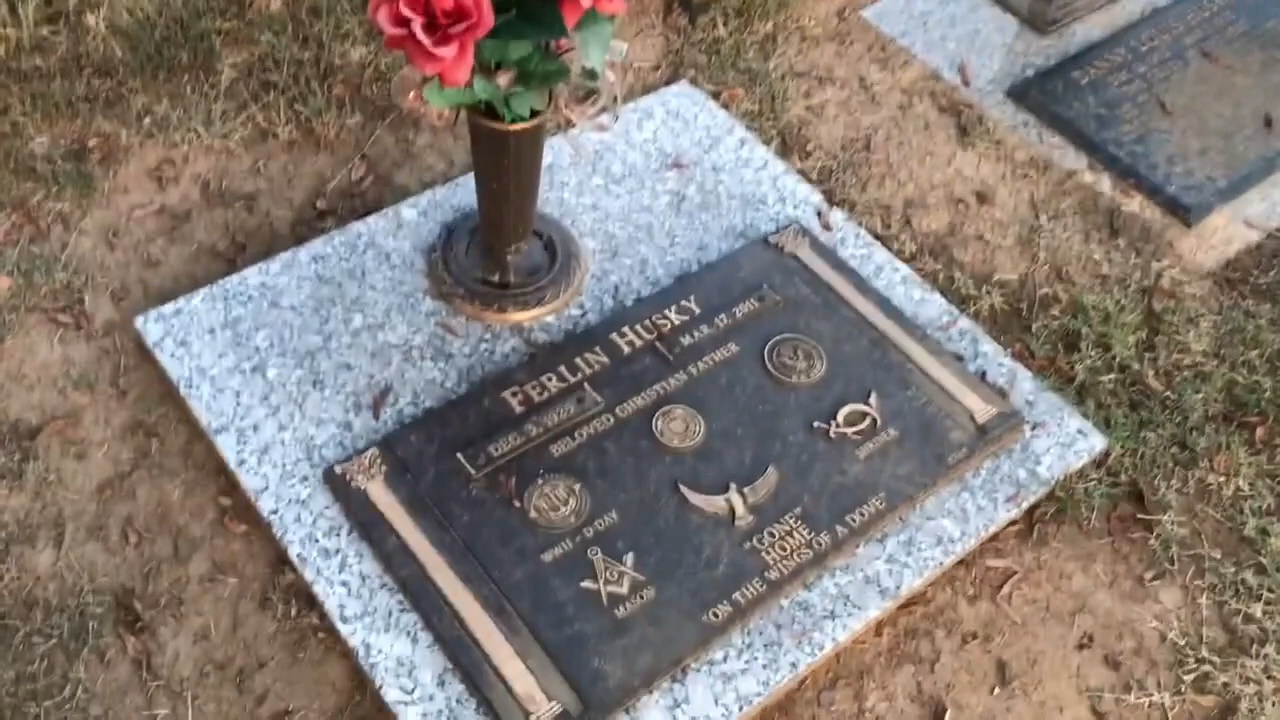 FERLIN HUSKY
DEC. 3, 1925 MAR. 17, 2011
BELOVED CHRISTIAN FATHER
WWII - D-DAY
SHRINER
G
MASON
"GONE"
HOME
"ON THE WINGS OF A DOVE"